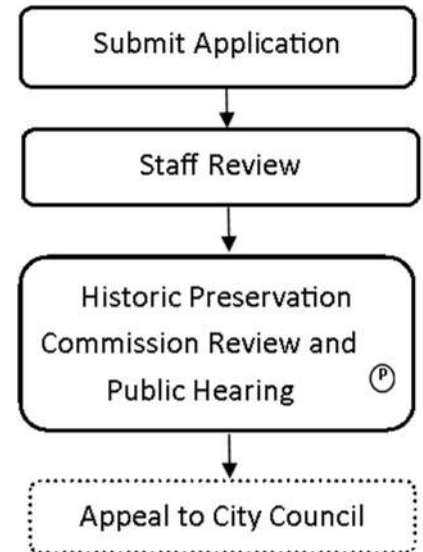 Submit Application
Staff Review
Historic Preservation
Commission Review and
Public Hearing
P
Appeal to City Council